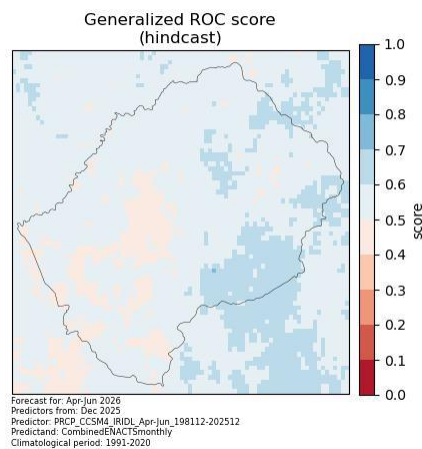 Generalized ROC score
(hindcast)
1.0
0.9
0.8
0.7
0.6
0.5
0.4
0.3
0.2
0.1
0.0
score
Forecast for: Apr-Jun 2026
Predictors from: Dec 2025
Predictor: PRCP_CCSM4_IRIDL_Apr-Jun_198112-202512
Predictand: CombinedENACTSmonthly
Climatological period: 1991-2020